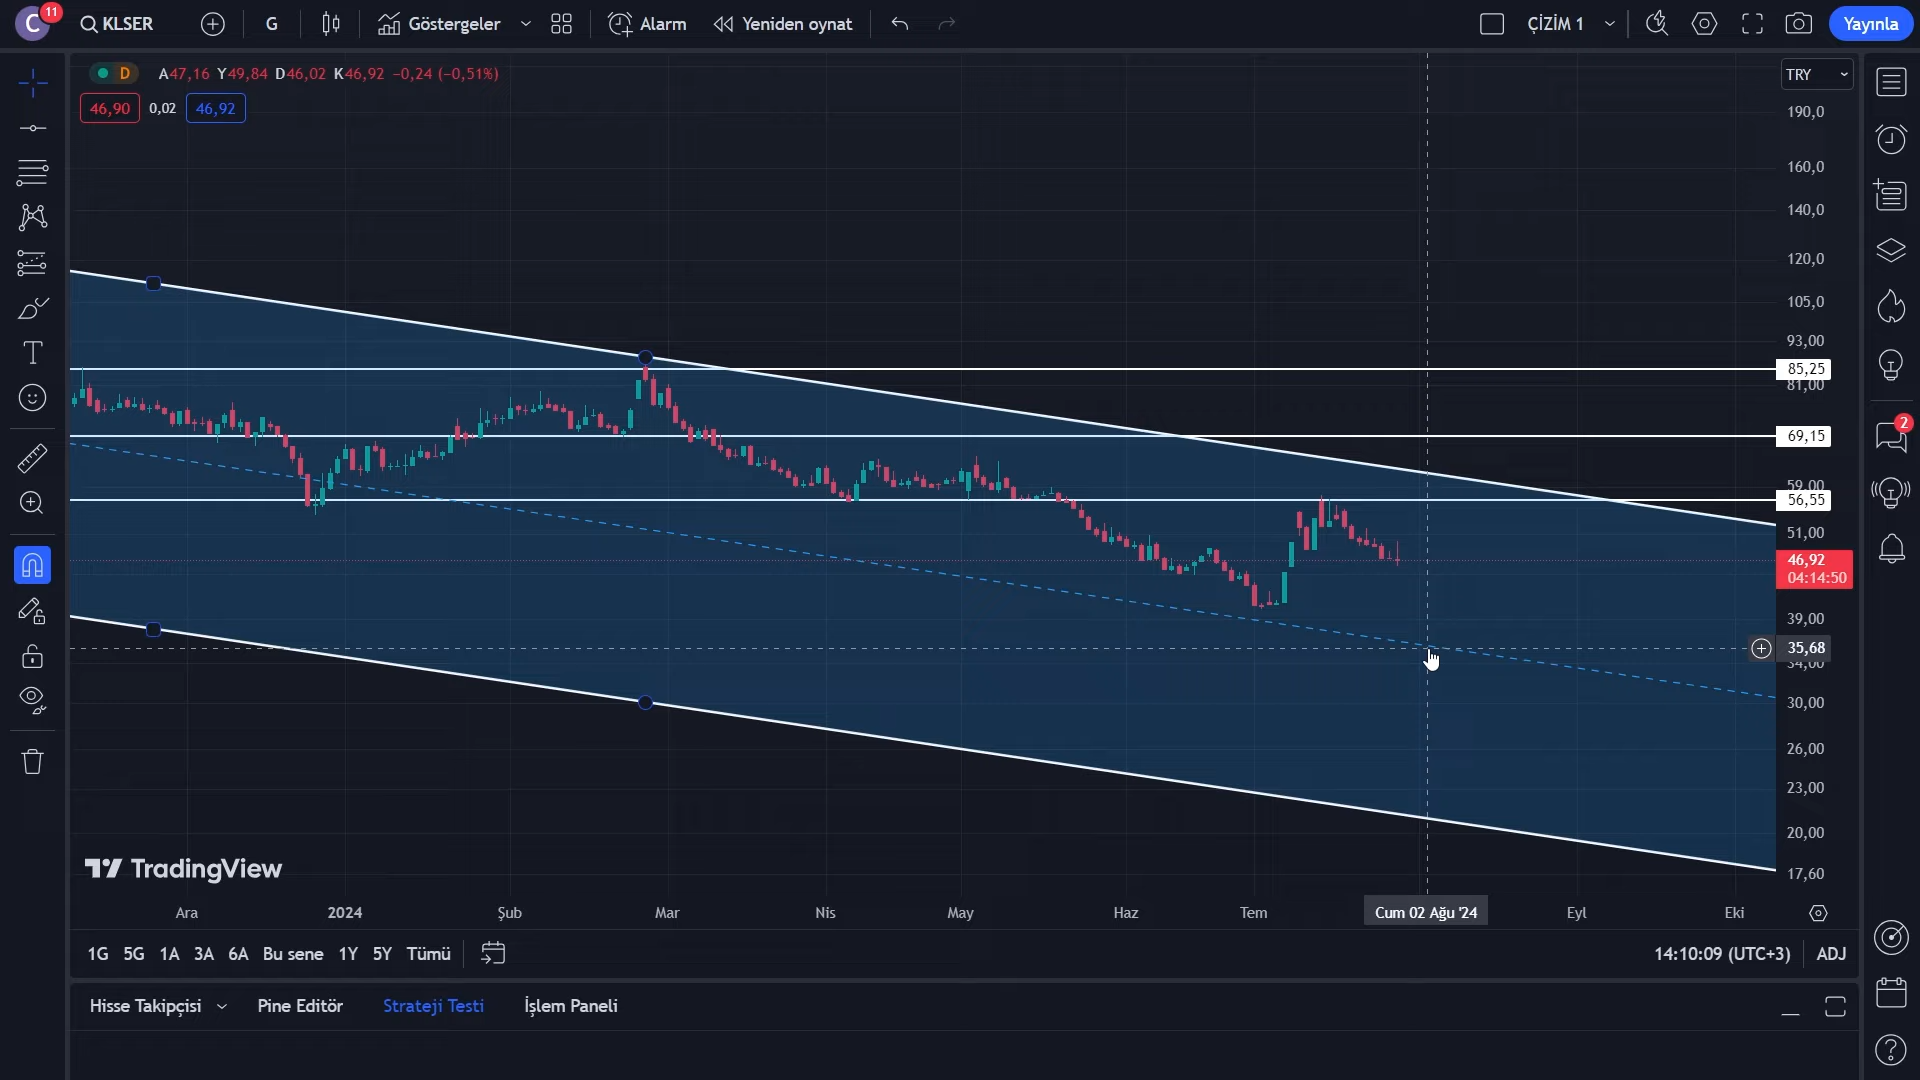 C 11 KLSER G Göstergeler Alarm Yeniden oynat ÇİZİM 1 Yayınla
D A47,16 Y49,84 D46,02 K46,92 −0,24 (−0,51%)
TRY
46,90 0,02 46,92
190,0
160,0
140,0
120,0
105,0
93,00
85,25
81,00
69,15
59,00
56,55
51,00
46,92
04:14:50
39,00
35,68
34,00
30,00
26,00
23,00
20,00
17,60
2
TradingView
Ara 2024 Şub Mar Nis May Haz Tem Cum 02 Ağu '24 Eyl Eki
1G 5G 1A 3A 6A Bu sene 1Y 5Y Tümü 14:10:09 (UTC+3) ADJ
Hisse Takipçisi Pine Editör Strateji Testi İşlem Paneli